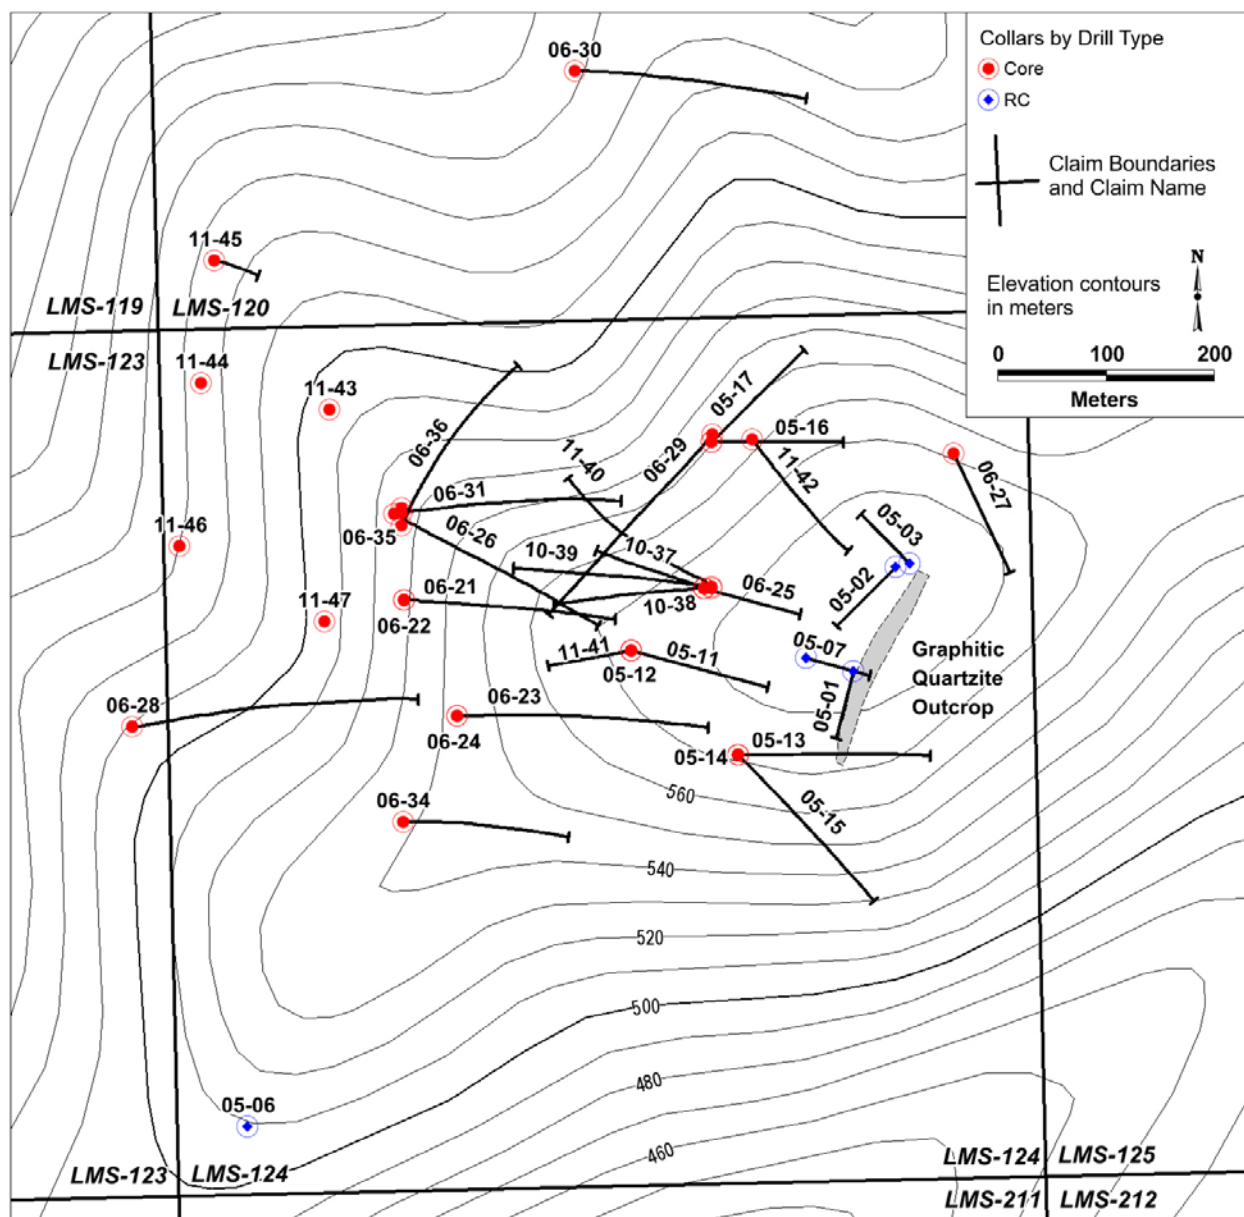 Collars by Drill Type
Core
RC
Claim Boundaries
and Claim Name
N
Elevation contours
in meters
0 100 200
Meters
06-30
11-45
LMS-119 LMS-120
LMS-123
11-44
11-43
05-17
06-36
06-29
11-40
05-16
11-42
06-27
06-31
11-46
06-35
06-26
05-03
10-39
10-37
05-02
06-25
06-21
10-38
11-47
06-22
05-07
Graphitic
Quartzite
Outcrop
11-41
05-11
05-12
05-01
06-28
06-23
06-24
05-13
05-14
560
06-34
05-15
540
520
500
480
05-06
460
LMS-123 LMS-124
LMS-124 LMS-125
LMS-211 LMS-212